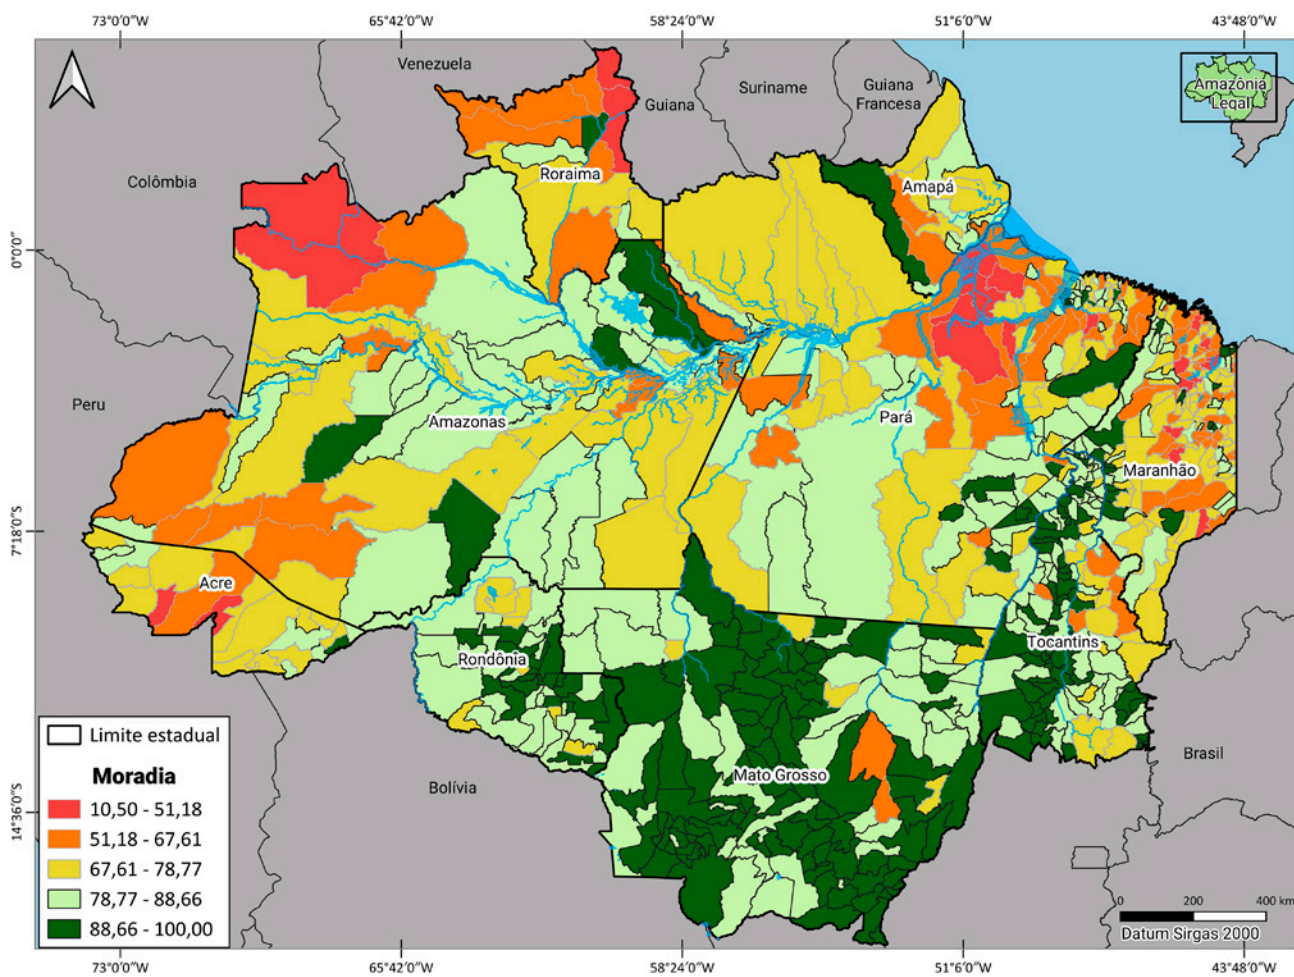 73°0'0"W 65°42'0"W 58°24'0"W 51°6'0"W 43°48'0"W
Venezuela
Suriname
Guiana
Guiana
Francesa
Amazônia
Legal
Colômbia
Roraima
Amapá
0°0'0"
Peru
Amazonas
Pará
Maranhão
7°18'0"S
Acre
Rondônia
Tocantins
Limite estadual
Moradia
10,50 - 51,18
51,18 - 67,61
67,61 - 78,77
78,77 - 88,66
88,66 - 100,00
Bolívia
Mato Grosso
Brasil
14°36'0"S
0 200 400 km
Datum Sirgas 2000
73°0'0"W 65°42'0"W 58°24'0"W 51°6'0"W 43°48'0"W